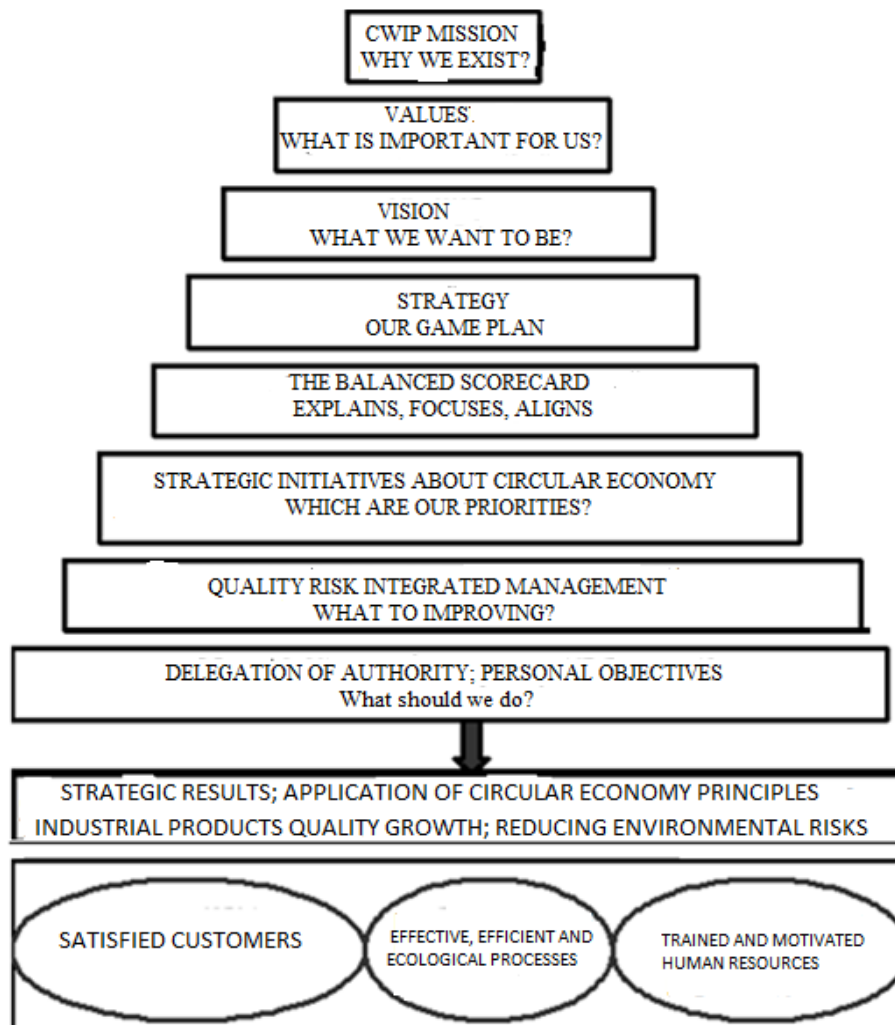 CWIP MISSION
WHY WE EXIST?
VALUES.
WHAT IS IMPORTANT FOR US?
VISION
WHAT WE WANT TO BE?
STRATEGY
OUR GAME PLAN
THE BALANCED SCORECARD
EXPLAINS, FOCUSES, ALIGNS
STRATEGIC INITIATIVES ABOUT CIRCULAR ECONOMY
WHICH ARE OUR PRIORITIES?
QUALITY RISK INTEGRATED MANAGEMENT
WHAT TO IMPROVING?
DELEGATION OF AUTHORITY; PERSONAL OBJECTIVES
What should we do?
STRATEGIC RESULTS; APPLICATION OF CIRCULAR ECONOMY PRINCIPLES
INDUSTRIAL PRODUCTS QUALITY GROWTH; REDUCING ENVIRONMENTAL RISKS
SATISFIED CUSTOMERS
EFFECTIVE, EFFICIENT AND
ECOLOGICAL PROCESSES
TRAINED AND MOTIVATED
HUMAN RESOURCES